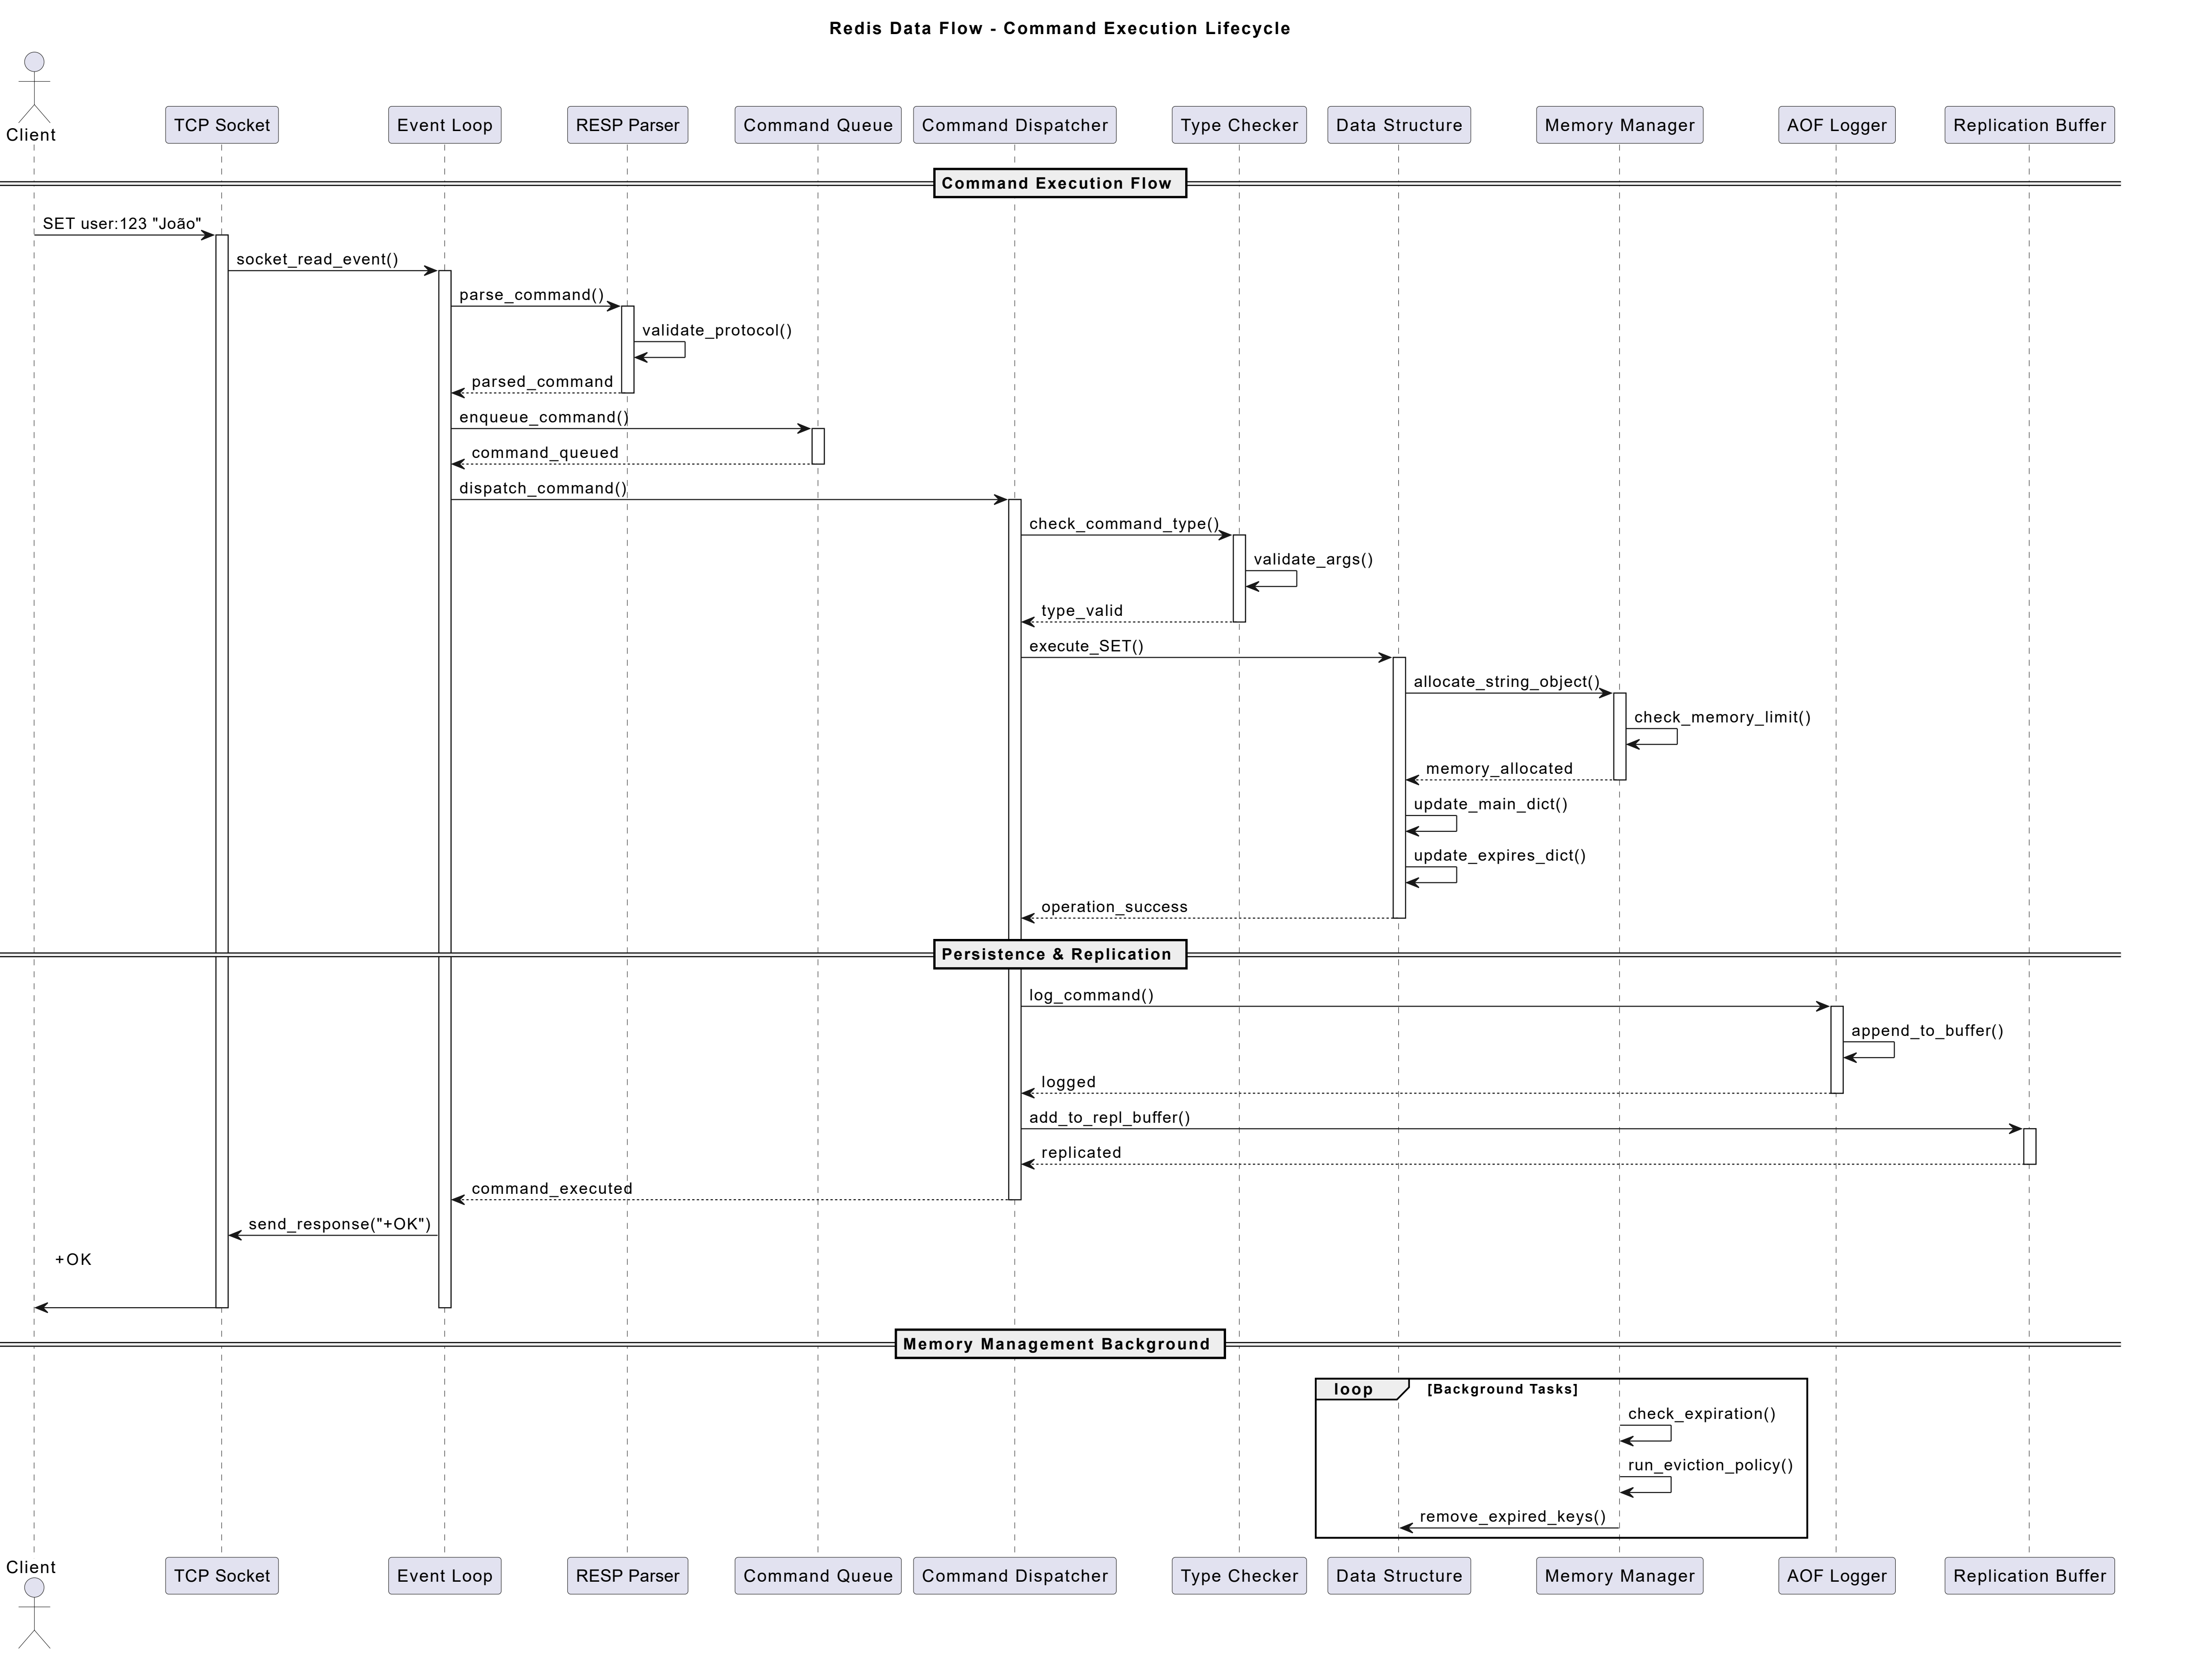 Redis Data Flow - Command Execution Lifecycle
Client
TCP Socket
Event Loop
RESP Parser
Command Queue
Command Dispatcher
Type Checker
Data Structure
Memory Manager
AOF Logger
Replication Buffer
Command Execution Flow
SET user:123 "João"
socket_read_event()
parse_command()
validate_protocol()
parsed_command
enqueue_command()
command_queued
dispatch_command()
check_command_type()
validate_args()
type_valid
execute_SET()
allocate_string_object()
check_memory_limit()
memory_allocated
update_main_dict()
update_expires_dict()
operation_success
Persistence & Replication
log_command()
append_to_buffer()
logged
add_to_repl_buffer()
replicated
command_executed
send_response("+OK")
+OK
Memory Management Background
loop
[Background Tasks]
check_expiration()
run_eviction_policy()
remove_expired_keys()
Client
TCP Socket
Event Loop
RESP Parser
Command Queue
Command Dispatcher
Type Checker
Data Structure
Memory Manager
AOF Logger
Replication Buffer